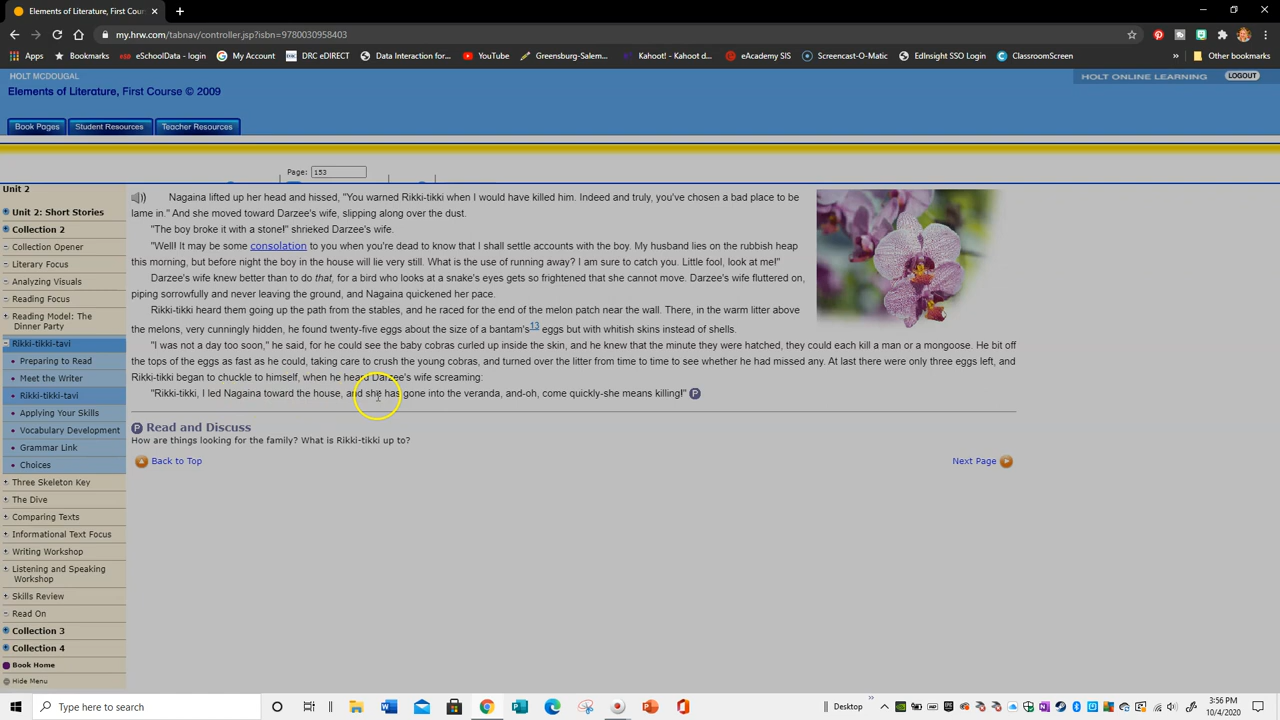 Elements of Literature, First Co
my.hrw.com/tabnav/controller.jsp?isbn=9780030958403
Apps
Bookmarks
eSchoolData - login
My Account
DRC eDIRECT
Data Interaction for...
YouTube
Greensburg-Salem...
Kahoot! - Kahoot d...
eAcademy SIS
Screencast-O-Matic
EdInsight SSO Login
ClassroomScreen
Other bookmarks
HOLT MCDOUGAL
HOLT ONLINE LEARNING
LOGOUT
Elements of Literature, First Course © 2009
Book Pages
Student Resources
Teacher Resources
Page: 153
Unit 2
Unit 2: Short Stories
Collection 2
Collection Opener
Literary Focus
Analyzing Visuals
Reading Focus
Reading Model: The
Dinner Party
Rikki-tikki-tavi
Preparing to Read
Meet the Writer
Rikki-tikki-tavi
Applying Your Skills
Vocabulary Development
Grammar Link
Choices
Three Skeleton Key
The Dive
Comparing Texts
Informational Text Focus
Writing Workshop
Listening and Speaking
Workshop
Skills Review
Read On
Collection 3
Collection 4
Book Home
Hide Menu
Nagaina lifted up her head and hissed, "You warned Rikki-tikki when I would have killed him. Indeed and truly, you've chosen a bad place to be
lame in." And she moved toward Darzee's wife, slipping along over the dust.
"The boy broke it with a stone!" shrieked Darzee's wife.
"Well! It may be some consolation to you when you're dead to know that I shall settle accounts with the boy. My husband lies on the rubbish heap
this morning, but before night the boy in the house will lie very still. What is the use of running away? I am sure to catch you. Little fool, look at me!"
Darzee's wife knew better than to do that, for a bird who looks at a snake's eyes gets so frightened that she cannot move. Darzee's wife fluttered on,
piping sorrowfully and never leaving the ground, and Nagaina quickened her pace.
Rikki-tikki heard them going up the path from the stables, and he raced for the end of the melon patch near the wall. There, in the warm litter above
the melons, very cunningly hidden, he found twenty-five eggs about the size of a bantam's13 eggs but with whitish skins instead of shells.
"I was not a day too soon," he said, for he could see the baby cobras curled up inside the skin, and he knew that the minute they were hatched, they could each kill a man or a mongoose. He bit off
the tops of the eggs as fast as he could, taking care to crush the young cobras, and turned over the litter from time to time to see whether he had missed any. At last there were only three eggs left, and
Rikki-tikki began to chuckle to himself, when he heard Darzee's wife screaming:
"Rikki-tikki, I led Nagaina toward the house, and she has gone into the veranda, and-oh, come quickly-she means killing!" P
P Read and Discuss
How are things looking for the family? What is Rikki-tikki up to?
Back to Top
Next Page
Type here to search
Desktop
3:56 PM
10/4/2020